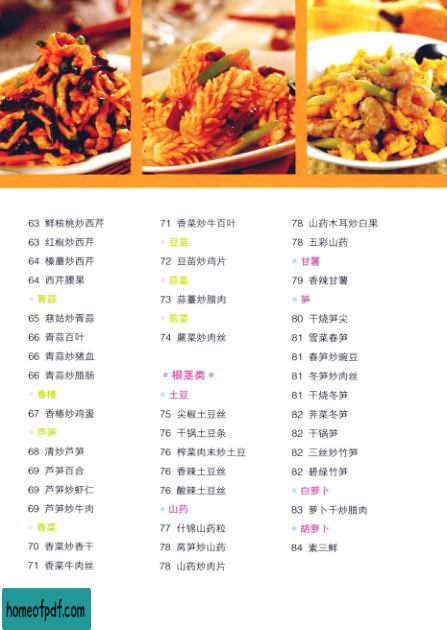 63 鲜核桃炒西芹
63 红椒炒西芹
64 榛蘑炒西芹
64 西芹腰果
青蒜
65 慈姑炒青蒜
66 青蒜百叶
66 青蒜炒猪血
66 青蒜炒腊肠
香椿
67 香椿炒鸡蛋
芦笋
68 清炒芦笋
69 芦笋百合
69 芦笋炒虾仁
69 芦笋炒牛肉
香菜
70 香菜炒香干
71 香菜牛肉丝
71 香菜炒牛百叶
豆苗
72 豆苗炒鸡片
蒜薹
73 蒜薹炒腊肉
蕨菜
74 蕨菜炒肉丝
根茎类
土豆
75 尖椒土豆丝
76 干锅土豆条
76 榨菜肉末炒土豆
76 香辣土豆丝
76 酸辣土豆丝
山药
77 什锦山药粒
78 莴笋炒山药
78 山药炒肉片
78 山药木耳炒白果
78 五彩山药
甘薯
79 香辣甘薯
笋
80 干烧笋尖
81 雪菜春笋
81 春笋炒豌豆
81 冬笋炒肉丝
81 干烧冬笋
82 荠菜冬笋
82 干锅笋
82 三丝炒竹笋
82 碧绿竹笋
白萝卜
83 萝卜干炒腊肉
胡萝卜
84 素三鲜
homeofpdf.com